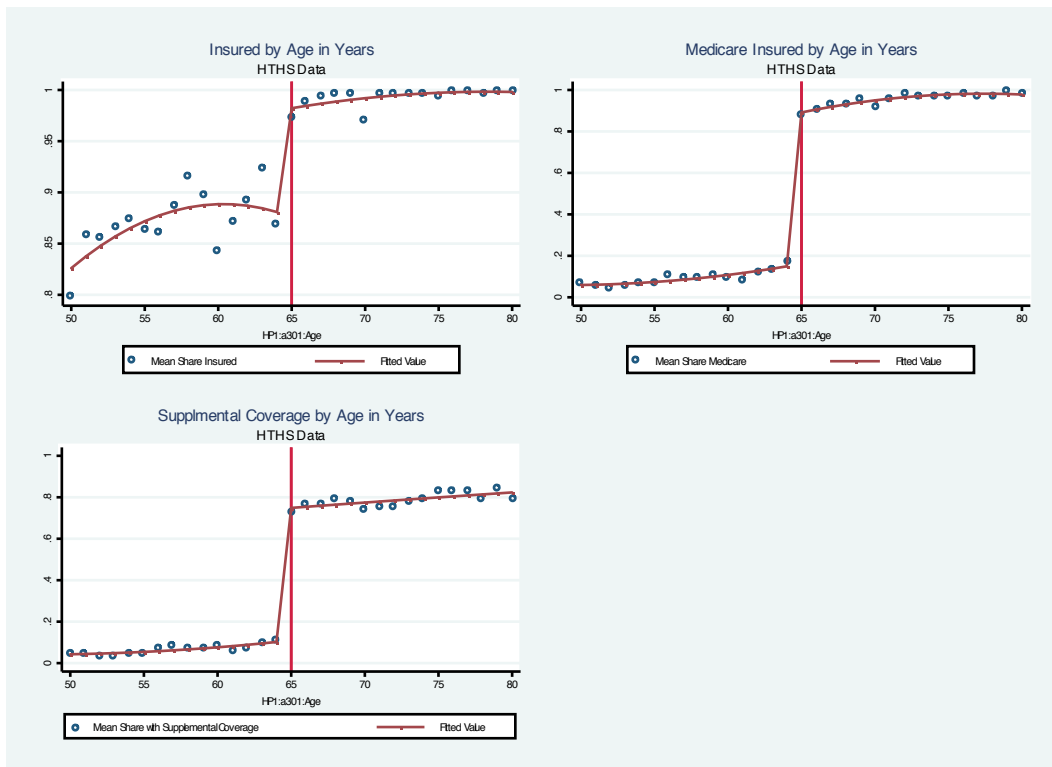 Insured by Age in Years
HTHS Data
1
.95
.9
.85
.8
50 55 60 65 70 75 80
HP1:a301:Age
Mean Share Insured Fitted Value
Medicare Insured by Age in Years
HTHS Data
1
.8
.6
.4
.2
0
50 55 60 65 70 75 80
HP1:a301:Age
Mean Share Medicare Fitted Value
Supplmental Coverage by Age in Years
HTHS Data
1
.8
.6
.4
.2
0
50 55 60 65 70 75 80
HP1:a301:Age
Mean Share with Supplemental Coverage Fitted Value